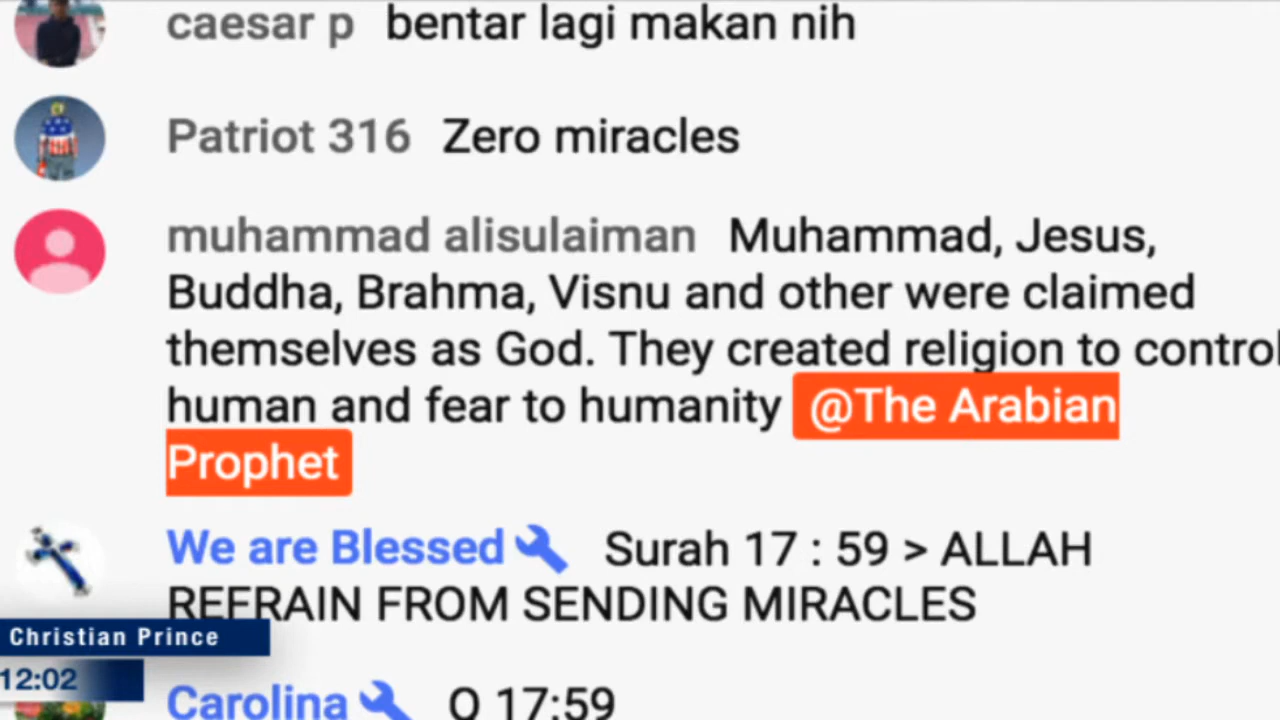 caesar p bentar lagi makan nih
Patriot 316 Zero miracles
muhammad alisulaiman Muhammad, Jesus,
Buddha, Brahma, Visnu and other were claimed
themselves as God. They created religion to control
human and fear to humanity @The Arabian
Prophet
We are Blessed Surah 17 : 59 > ALLAH
REFRAIN FROM SENDING MIRACLES
Christian Prince
12:02
Carolina Q 17:59